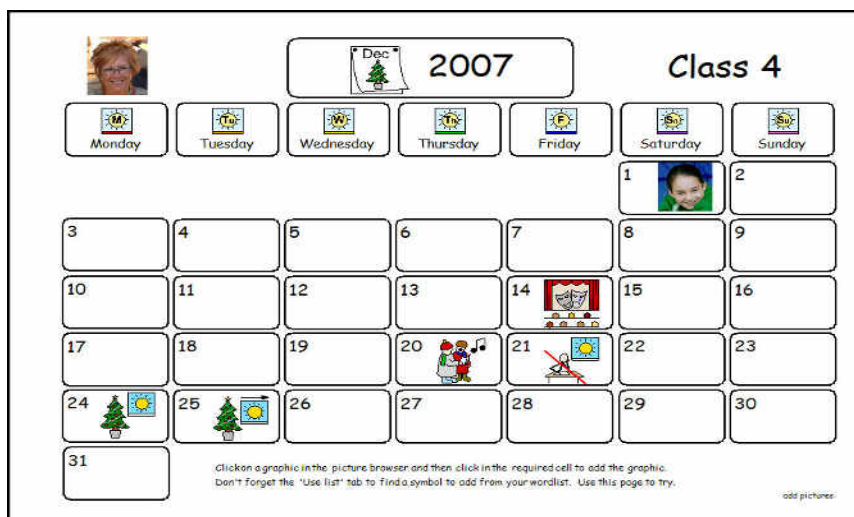 Dec 2007 Class 4
M Tu W Th F Sa Su
Monday Tuesday Wednesday Thursday Friday Saturday Sunday
1 2
3 4 5 6 7 8 9
10 11 12 13 14 15 16
17 18 19 20 21 22 23
24 25 26 27 28 29 30
31
Click on a graphic in the picture browser and then click in the required cell to add the graphic.
Don't forget the 'Use list' tab to find a symbol to add from your wordlist. Use this page to try.
add pictures